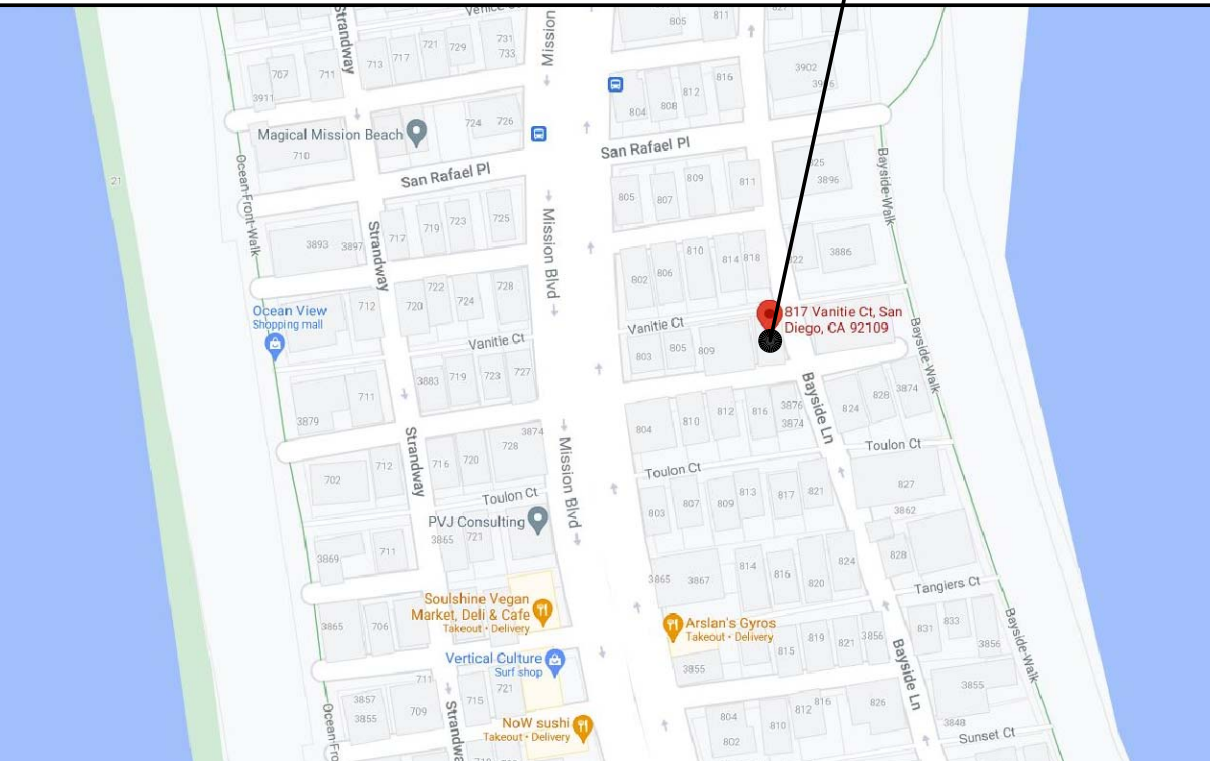 805
811
Strandway
721
729
731
733
713
717
Mission
707
711
3911
3902
816
812
808
804
724
726
Magical Mission Beach
710
San Rafael Pl
San Rafael Pl
Ocean Front Walk
Bayside Walk
21
3896
809
811
805
807
725
723
719
717
3893
3897
Strandway
Mission Blvd
810
814
818
3886
802
806
728
722
724
720
712
Ocean View
Shopping mall
817 Vanitie Ct, San
Diego, CA 92109
Vanitie Ct
Vanitie Ct
803
805
809
Bayside Walk
3883
719
723
727
711
3879
Bayside Ln
824
828
3874
804
810
812
816
3876
3874
3874
728
Strandway
Mission Blvd
Toulon Ct
Toulon Ct
702
712
716
720
Toulon Ct
827
3862
803
807
809
813
817
821
PVJ Consulting
3865
721
3869
711
828
3865
3867
814
816
820
824
Tangiers Ct
Soulshine Vegan
Market, Deli & Cafe
Takeout • Delivery
Arslan's Gyros
Takeout • Delivery
3865
706
815
819
821
3856
831
833
3856
Bayside Walk
Bayside Ln
Vertical Culture
Surf shop
3855
3855
711
721
715
709
3857
3855
Strandway
804
802
810
812
816
826
3848
Sunset Ct
NoW sushi
Takeout • Delivery